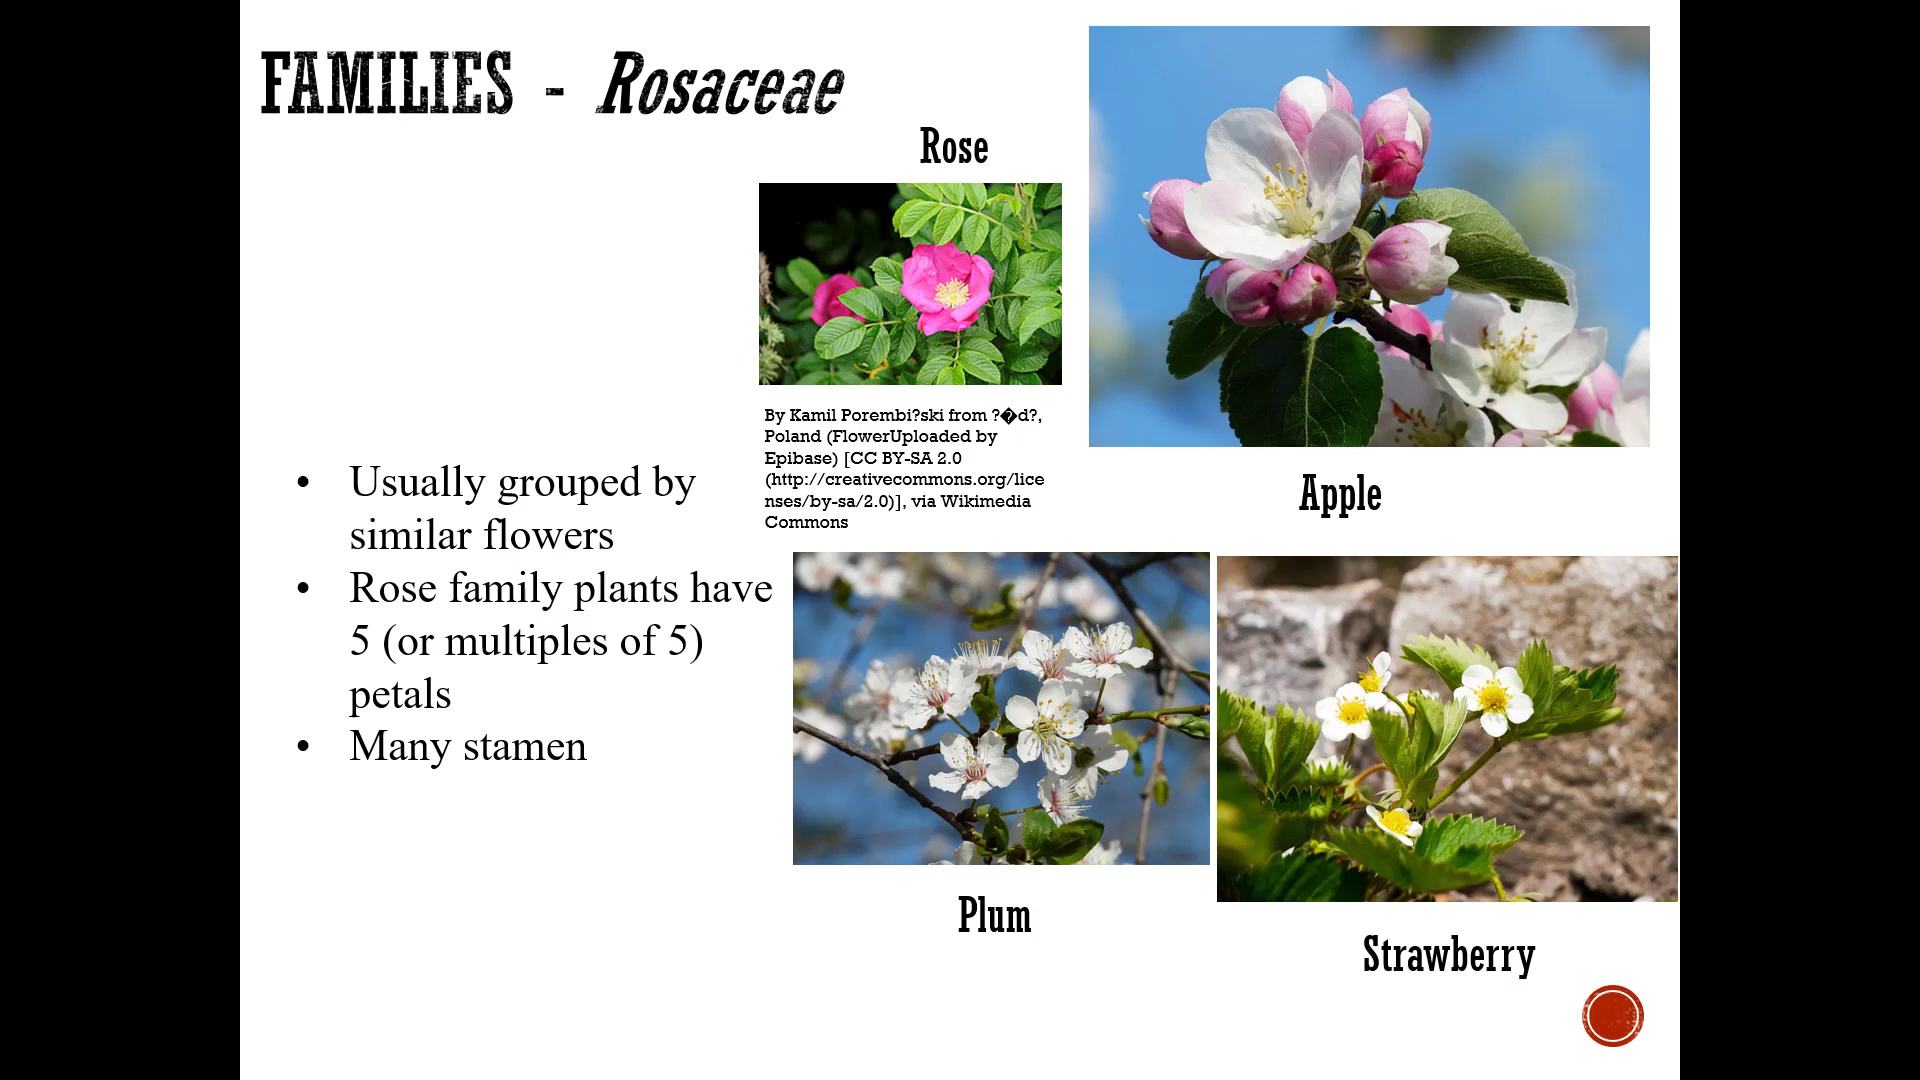 FAMILIES - Rosaceae
Rose
By Kamil Porembi?ski from ?�d?,
Poland (FlowerUploaded by
Epibase) [CC BY-SA 2.0
(http://creativecommons.org/lice
nses/by-sa/2.0)], via Wikimedia
Commons
Apple
• Usually grouped by
similar flowers
• Rose family plants have
5 (or multiples of 5)
petals
• Many stamen
Plum
Strawberry